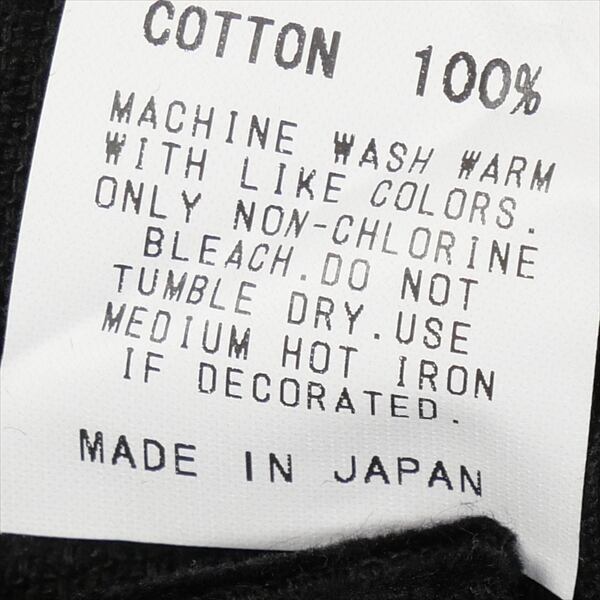 COTTON 100%
MACHINE WASH WARM
WITH LIKE COLORS.
ONLY NON-CHLORINE
BLEACH.DO NOT
TUMBLE DRY.USE
MEDIUM HOT IRON
IF DECORATED.
MADE IN JAPAN